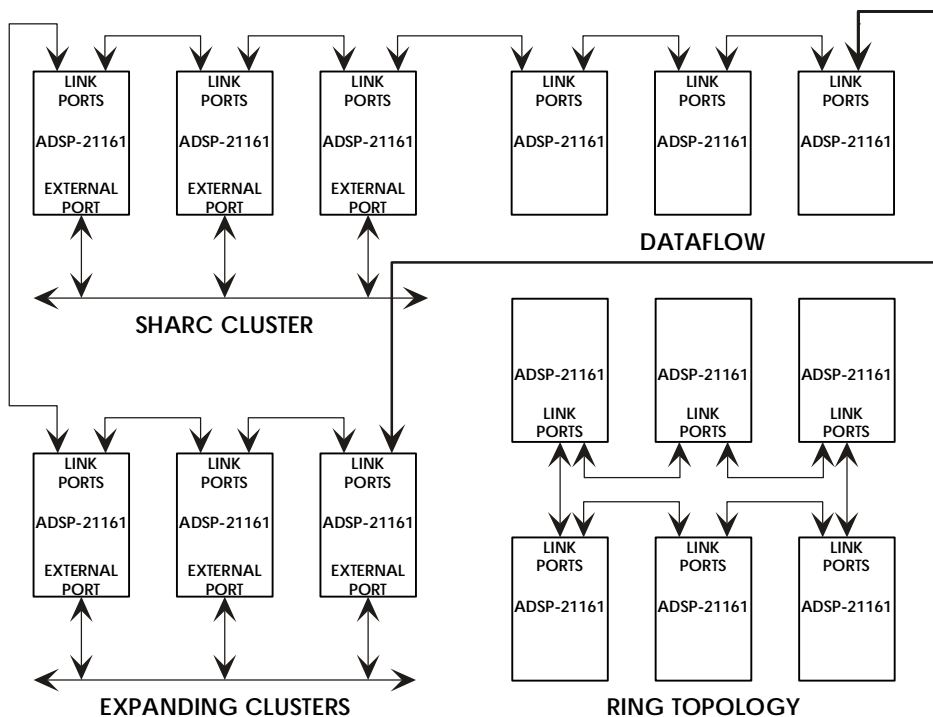 LINK LINK LINK LINK LINK LINK
PORTS PORTS PORTS PORTS PORTS PORTS
ADSP-21161 ADSP-21161 ADSP-21161 ADSP-21161 ADSP-21161 ADSP-21161
EXTERNAL EXTERNAL EXTERNAL
PORT PORT PORT
DATAFLOW
SHARC CLUSTER
ADSP-21161 ADSP-21161 ADSP-21161
LINK LINK LINK
PORTS PORTS PORTS
LINK LINK LINK
PORTS PORTS PORTS
ADSP-21161 ADSP-21161 ADSP-21161
EXTERNAL EXTERNAL EXTERNAL
PORT PORT PORT
LINK LINK LINK
PORTS PORTS PORTS
ADSP-21161 ADSP-21161 ADSP-21161
EXPANDING CLUSTERS
RING TOPOLOGY